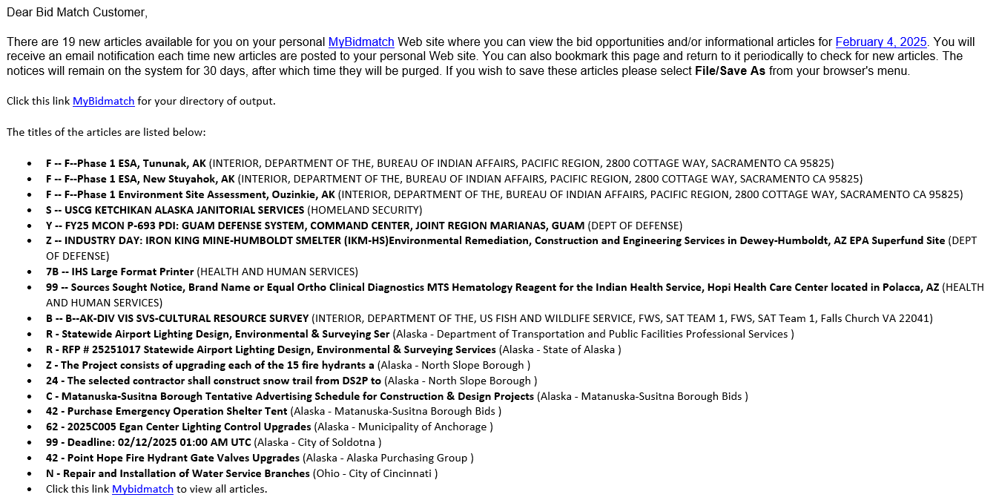 Dear Bid Match Customer,
There are 19 new articles available for you on your personal MyBidmatch Web site where you can view the bid opportunities and/or informational articles for February 4, 2025. You will
receive an email notification each time new articles are posted to your personal Web site. You can also bookmark this page and return to it periodically to check for new articles. The
notices will remain on the system for 30 days, after which time they will be purged. If you wish to save these articles please select File/Save As from your browser's menu.
Click this link MyBidmatch for your directory of output.
The titles of the articles are listed below:
• F -- F--Phase 1 ESA, Tununak, AK (INTERIOR, DEPARTMENT OF THE, BUREAU OF INDIAN AFFAIRS, PACIFIC REGION, 2800 COTTAGE WAY, SACRAMENTO CA 95825)
• F -- F--Phase 1 ESA, New Stuyahok, AK (INTERIOR, DEPARTMENT OF THE, BUREAU OF INDIAN AFFAIRS, PACIFIC REGION, 2800 COTTAGE WAY, SACRAMENTO CA 95825)
• F -- F--Phase 1 Environment Site Assessment, Ouzinkie, AK (INTERIOR, DEPARTMENT OF THE, BUREAU OF INDIAN AFFAIRS, PACIFIC REGION, 2800 COTTAGE WAY, SACRAMENTO CA 95825)
• S -- USCG KETCHIKAN ALASKA JANITORIAL SERVICES (HOMELAND SECURITY)
• Y -- FY25 MCON P-693 PDI: GUAM DEFENSE SYSTEM, COMMAND CENTER, JOINT REGION MARIANAS, GUAM (DEPT OF DEFENSE)
• Z -- INDUSTRY DAY: IRON KING MINE-HUMBOLDT SMELTER (IKM-HS)Environmental Remediation, Construction and Engineering Services in Dewey-Humboldt, AZ EPA Superfund Site (DEPT
OF DEFENSE)
• 7B -- IHS Large Format Printer (HEALTH AND HUMAN SERVICES)
• 99 -- Sources Sought Notice, Brand Name or Equal Ortho Clinical Diagnostics MTS Hematology Reagent for the Indian Health Service, Hopi Health Care Center located in Polacca, AZ (HEALTH
AND HUMAN SERVICES)
• B -- B--AK-DIV VIS SVS-CULTURAL RESOURCE SURVEY (INTERIOR, DEPARTMENT OF THE, US FISH AND WILDLIFE SERVICE, FWS, SAT TEAM 1, FWS, SAT Team 1, Falls Church VA 22041)
• R - Statewide Airport Lighting Design, Environmental & Surveying Ser (Alaska - Department of Transportation and Public Facilities Professional Services )
• R - RFP # 25251017 Statewide Airport Lighting Design, Environmental & Surveying Services (Alaska - State of Alaska )
• Z - The Project consists of upgrading each of the 15 fire hydrants a (Alaska - North Slope Borough )
• 24 - The selected contractor shall construct snow trail from DS2P to (Alaska - North Slope Borough )
• C - Matanuska-Susitna Borough Tentative Advertising Schedule for Construction & Design Projects (Alaska - Matanuska-Susitna Borough Bids )
• 42 - Purchase Emergency Operation Shelter Tent (Alaska - Matanuska-Susitna Borough Bids )
• 62 - 2025C005 Egan Center Lighting Control Upgrades (Alaska - Municipality of Anchorage )
• 99 - Deadline: 02/12/2025 01:00 AM UTC (Alaska - City of Soldotna )
• 42 - Point Hope Fire Hydrant Gate Valves Upgrades (Alaska - Alaska Purchasing Group )
• N - Repair and Installation of Water Service Branches (Ohio - City of Cincinnati )
• Click this link Mybidmatch to view all articles.